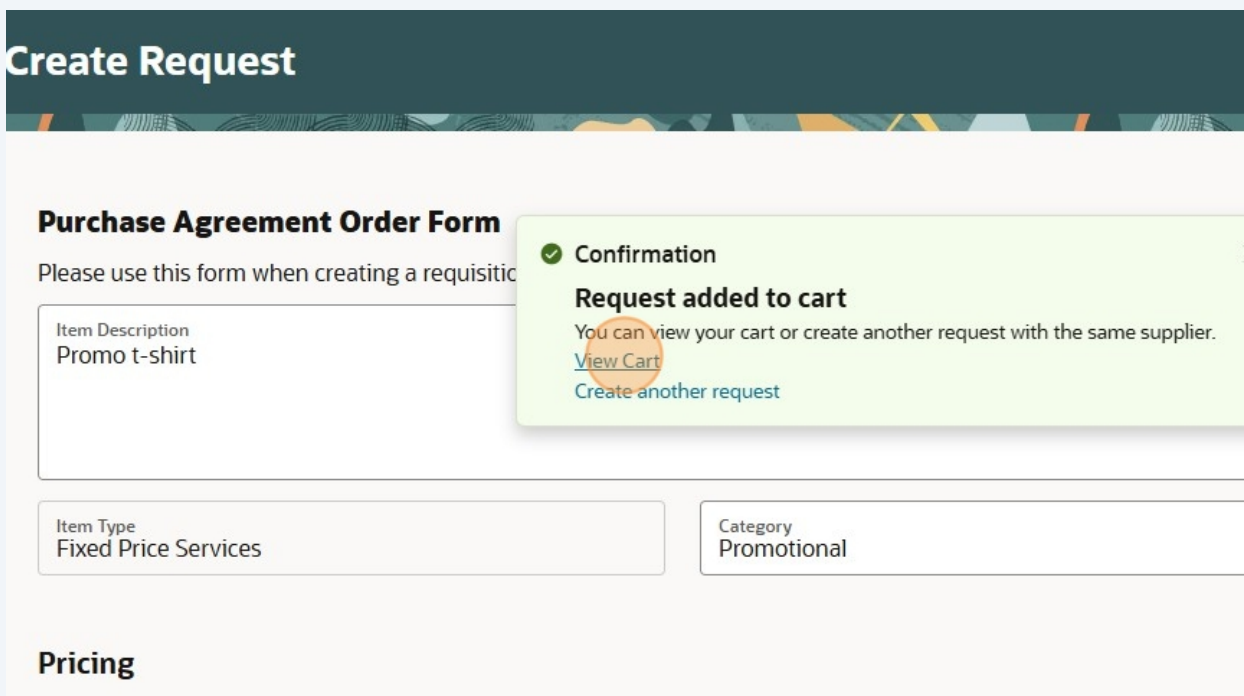 Create Request
Purchase Agreement Order Form
Please use this form when creating a
Confirmation
Request added to cart
You can view your cart or create another request with the same supplier.
View Cart
Create another request
Item Description
Promo t-shirt
Item Type
Fixed Price Services
Category
Promotional
Pricing